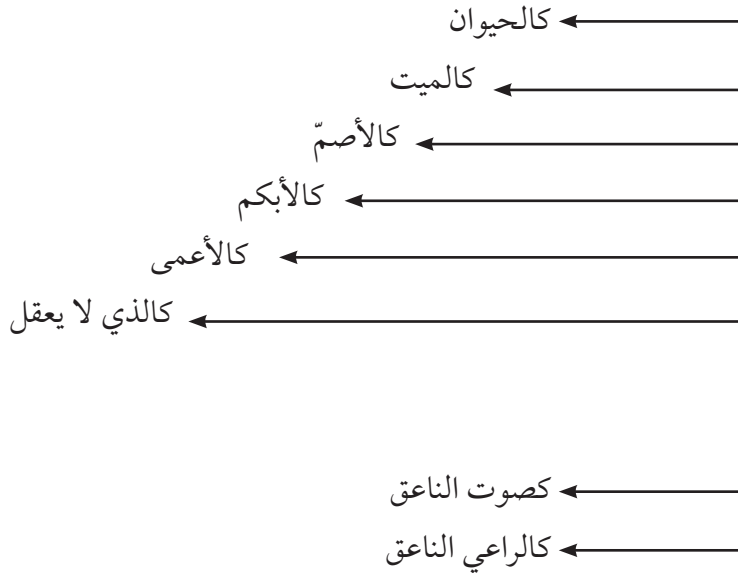 كالحيوان
كالميت
كالأصمّ
كالأبكم
كالأعمى
كالذي لا يعقل
كصوت الناعق
كالراعي الناعق